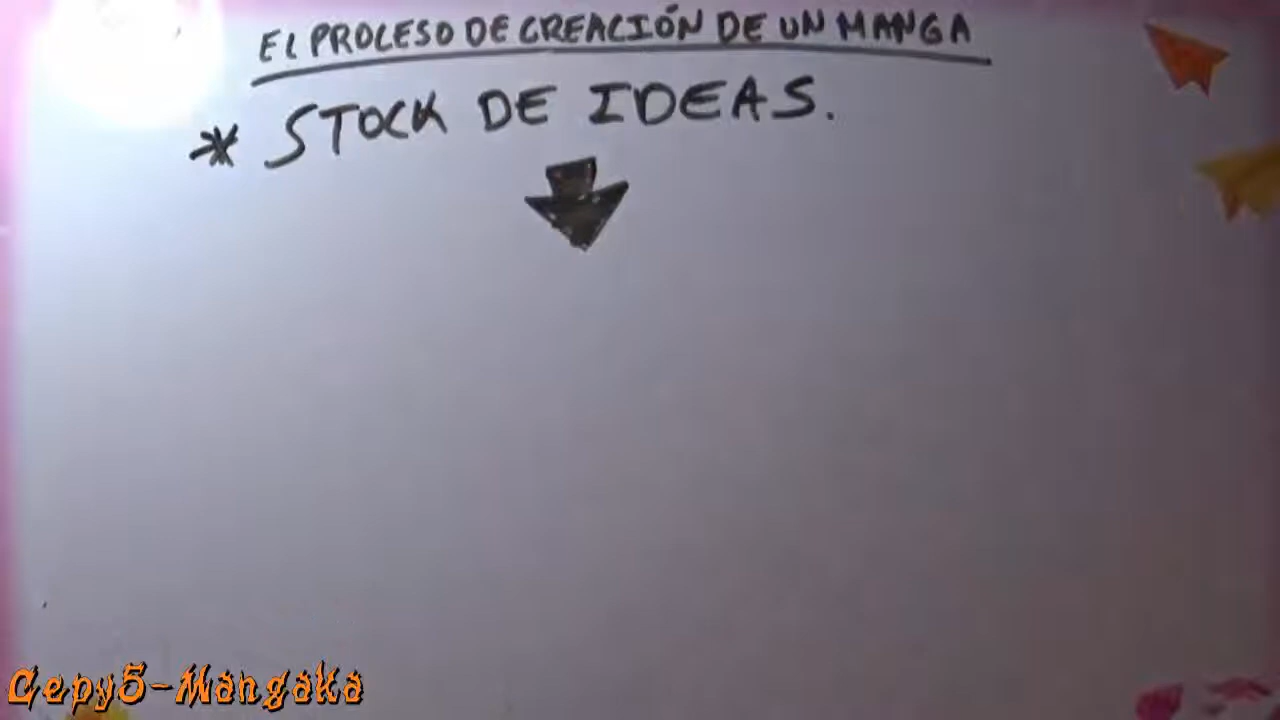 EL PROCESO DE CREACIÓN DE UN MANGA
* STOCK DE IDEAS.
Cepy5-Mangaka